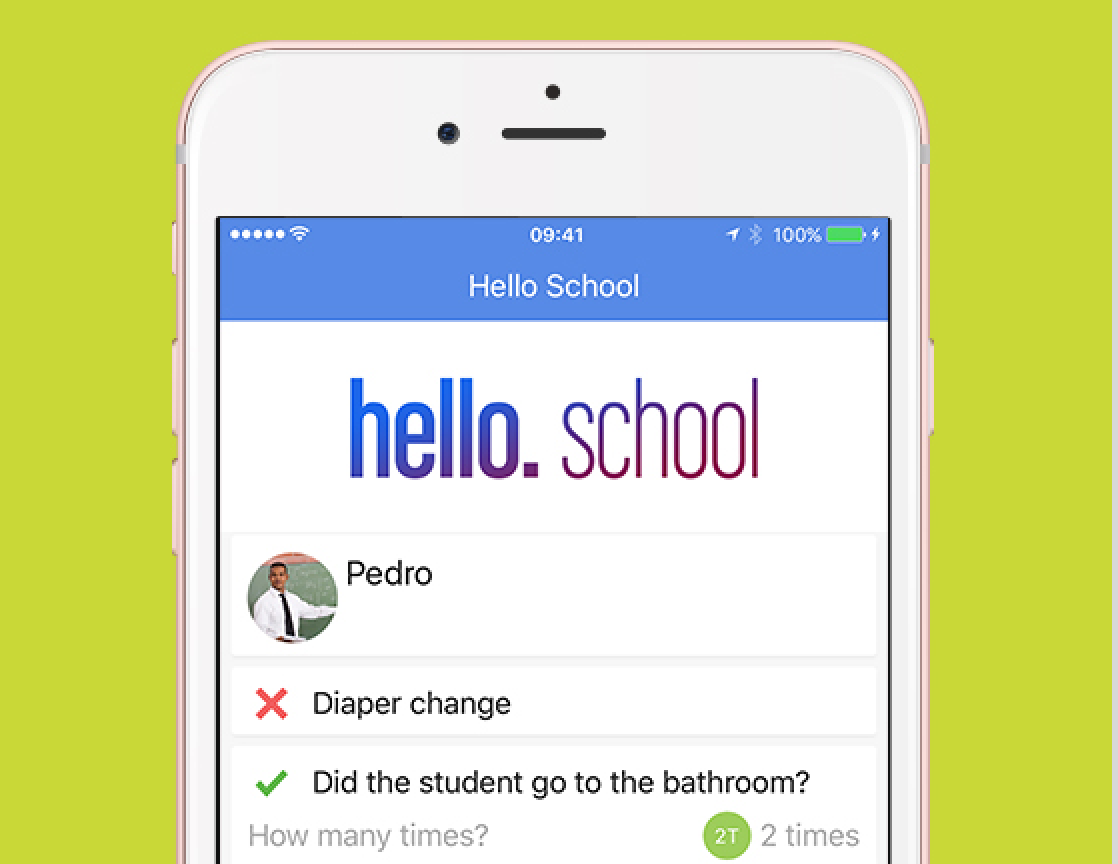 09:41 100%
Hello School
hello. school
Pedro
Diaper change
Did the student go to the bathroom?
How many times? 2T 2 times